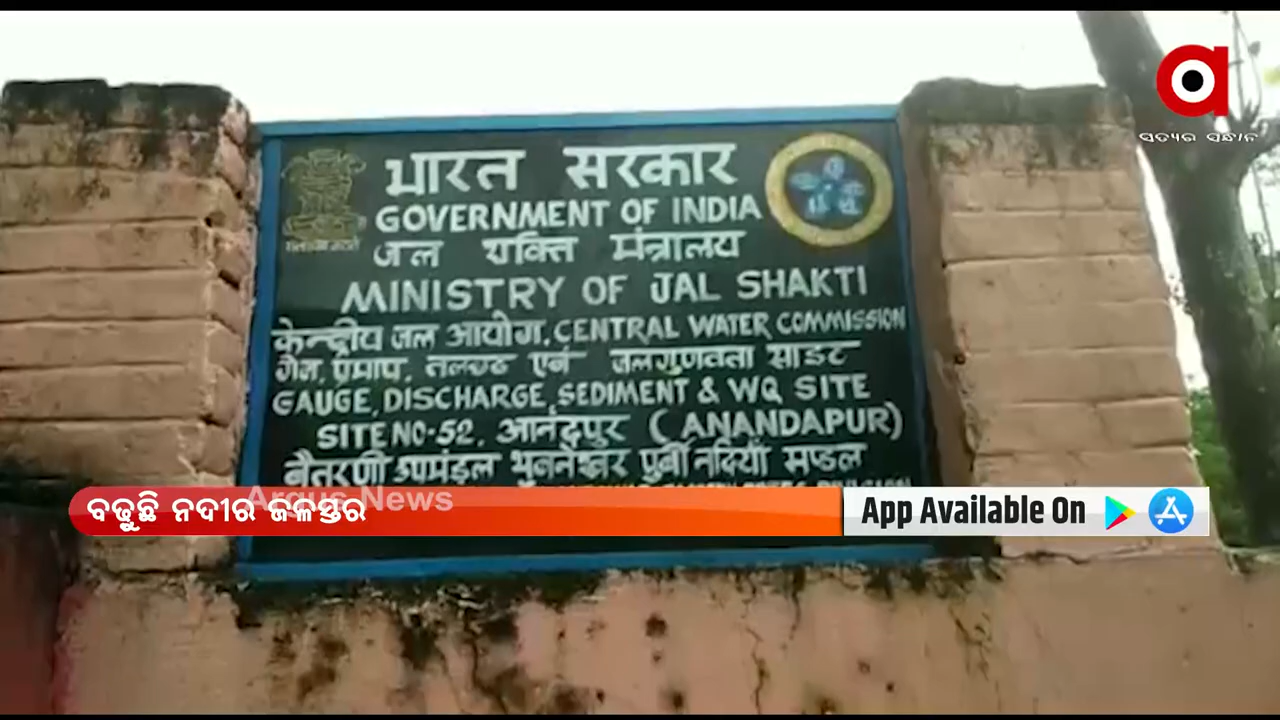 ସତ୍ୟର ସନ୍ଧାନ
भारत सरकार
GOVERNMENT OF INDIA
जल शक्ति मंत्रालय
MINISTRY OF JAL SHAKTI
केन्द्रीय जल आयोग, CENTRAL WATER COMMISSION
गेज, प्रमाप, तलछट एवं जलगुणवता साइट
GAUGE, DISCHARGE, SEDIMENT & WQ SITE
SITE NO-52, आनंदपुर (ANANDAPUR)
बैतरणी उपमंडल भुवनेश्वर पुर्वी नदियाँ मण्डल
Argus News
ବଢୁଛି ନଦୀର ଜଳସ୍ତର
App Available On